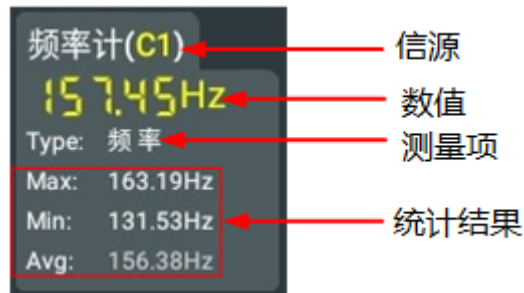 频率计(C1)
信源
157.45Hz
数值
Type: 频率
测量项
Max: 163.19Hz
Min: 131.53Hz
统计结果
Avg: 156.38Hz